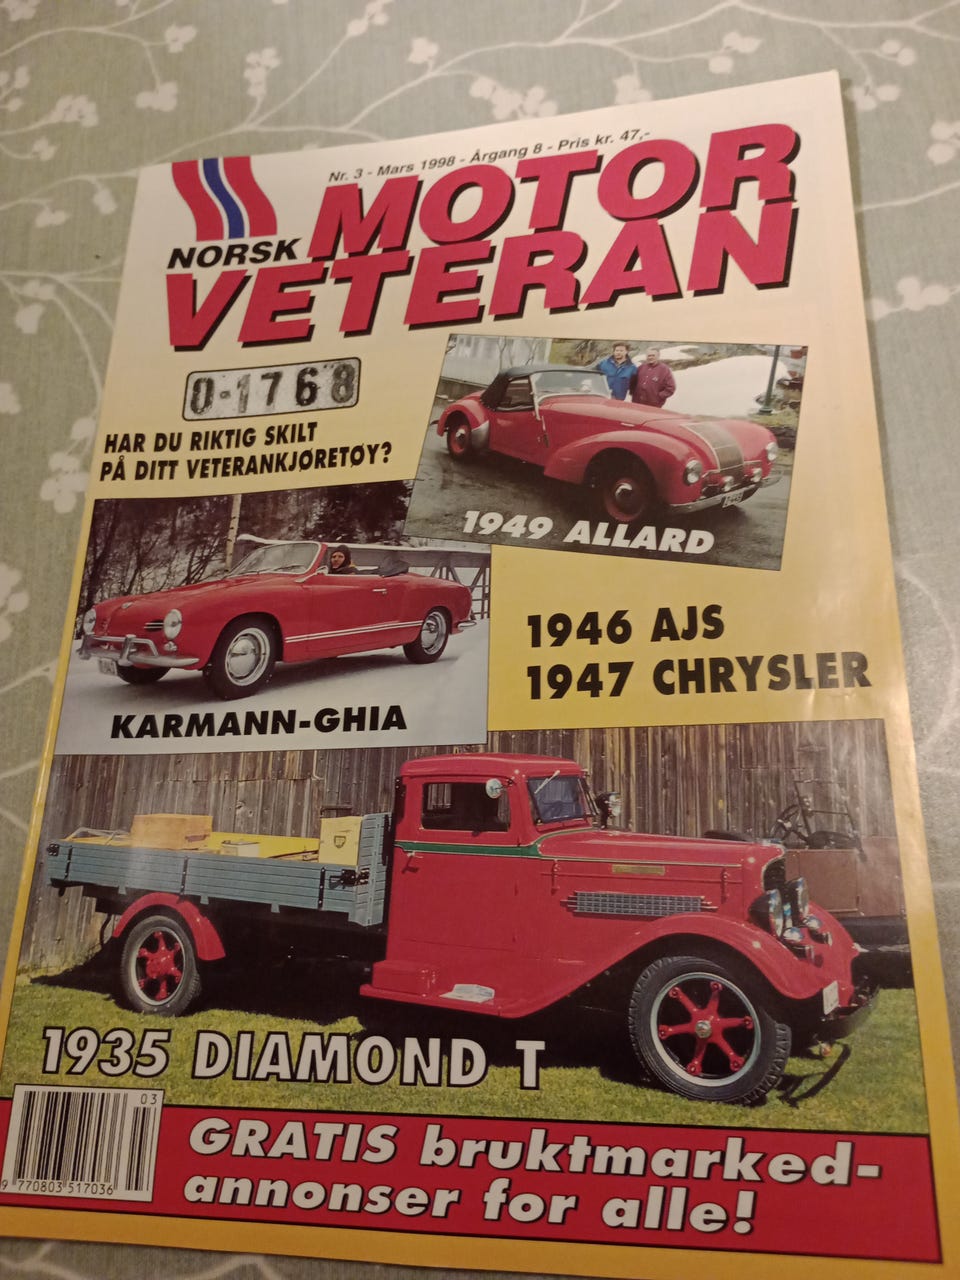 Nr. 3 - Mars 1998 - Årgang 8 - Pris kr. 47,-
NORSK MOTOR
VETERAN
O-1768
HAR DU RIKTIG SKILT
PÅ DITT VETERANKJØRETØY?
1949 ALLARD
KARMANN-GHIA
1946 AJS
1947 CHRYSLER
1935 DIAMOND T
03
9 770803 517036
GRATIS bruktmarked-
annonser for alle!